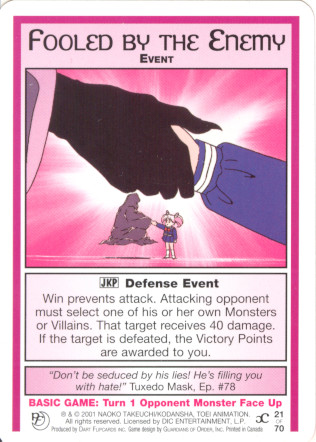 FOOLED BY THE ENEMY
EVENT
JKP Defense Event
Win prevents attack. Attacking opponent
must select one of his or her own Monsters
or Villains. That target receives 40 damage.
If the target is defeated, the Victory Points
are awarded to you.
"Don't be seduced by his lies! He's filling you
with hate!" Tuxedo Mask, Ep. #78
BASIC GAME: Turn 1 Opponent Monster Face Up
® & © 2001 NAOKO TAKEUCHI/KODANSHA, TOEI ANIMATION.
All rights reserved. Licensed by DIC ENTERTAINMENT, L.P.
Produced by DART FLIPCARDS INC. Game design by GUARDIANS OF ORDER, INC. Printed in Canada
C 21 OF 70